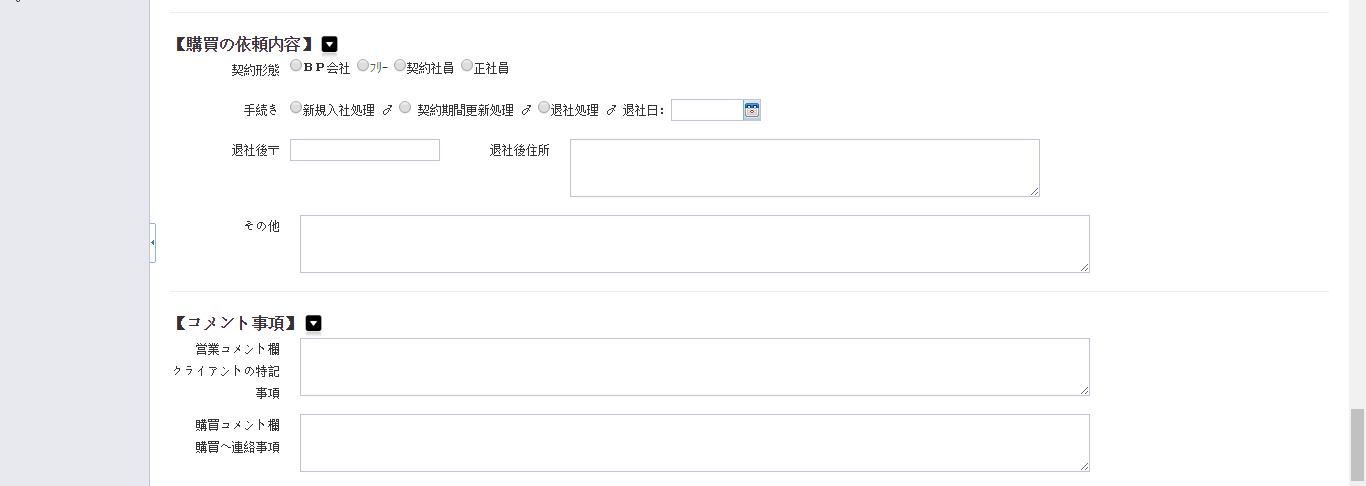 【購買の依頼内容】
契約形態 ＢＰ会社 ﾌﾘｰ 契約社員 正社員
手続き 新規入社処理 ♂ 契約期間更新処理 ♂ 退社処理 ♂ 退社日：
退社後〒 退社後住所
その他
【コメント事項】
営業コメント欄
クライアントの特記
事項
購買コメント欄
購買へ連絡事項